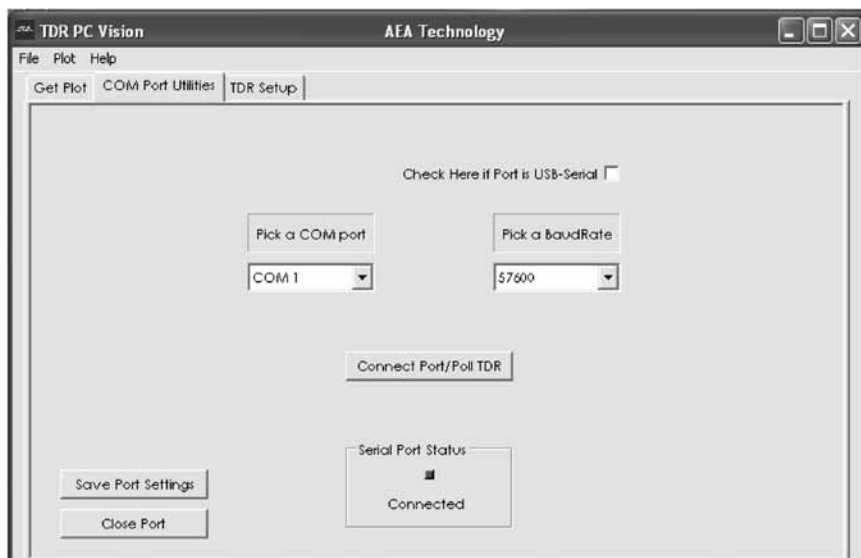 TDR PC Vision AEA Technology
File Plot Help
Get Plot COM Port Utilities TDR Setup
Check Here if Port is USB-Serial
Pick a COM port Pick a BaudRate
COM 1 57600
Connect Port/Poll TDR
Serial Port Status
Connected
Save Port Settings
Close Port